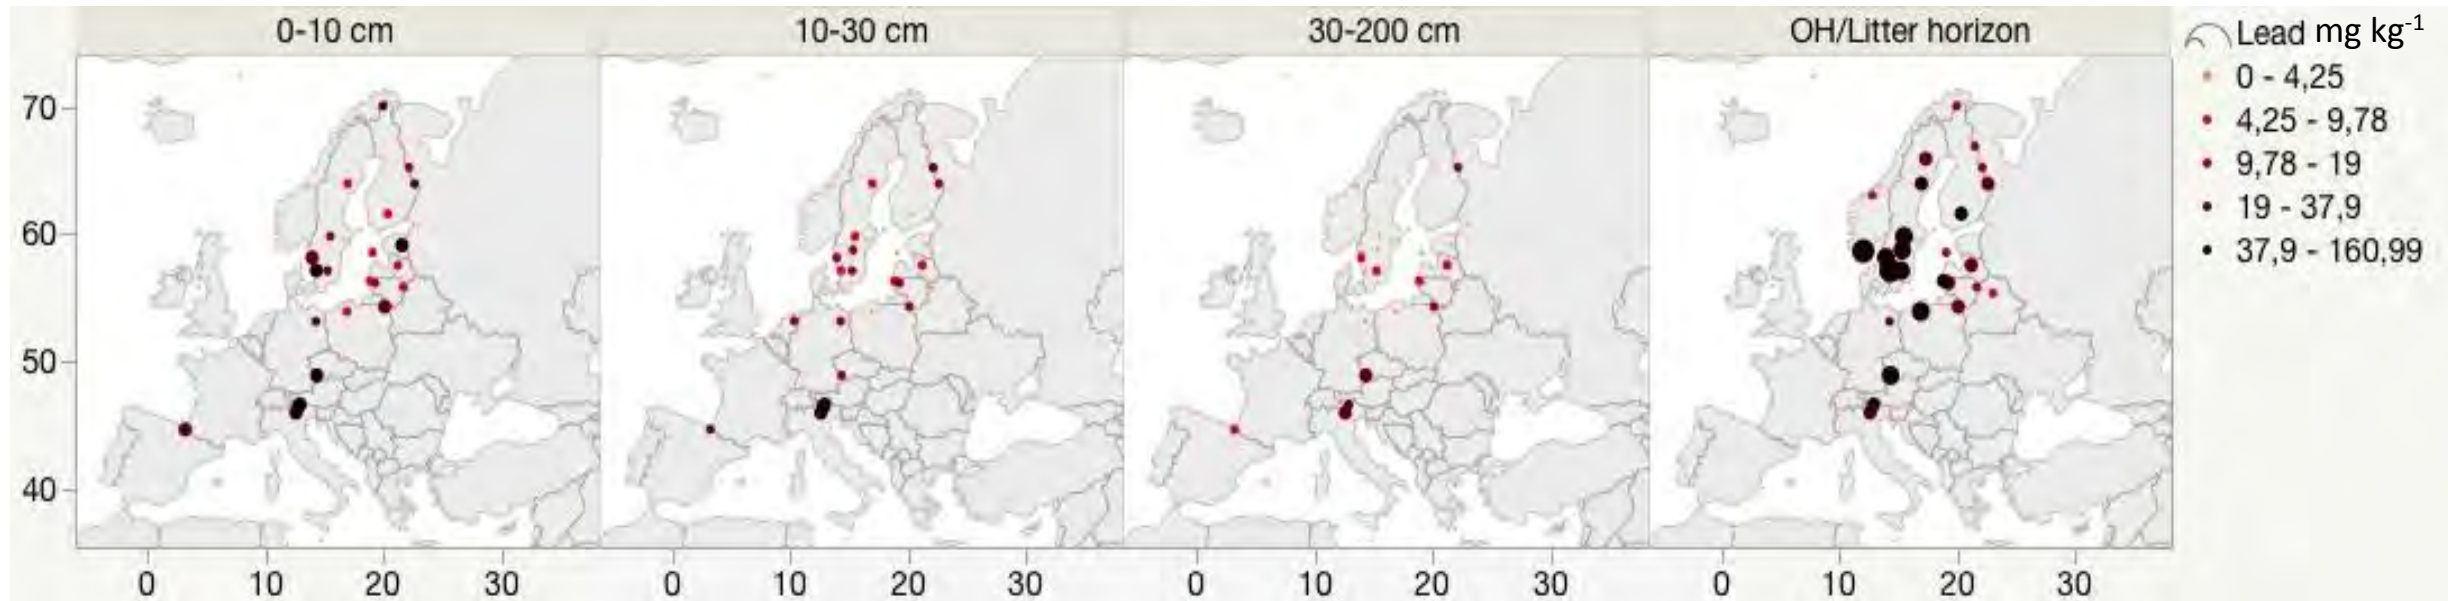 0-10 cm
10-30 cm
30-200 cm
OH/Litter horizon
Lead mg kg-1
0 - 4,25
4,25 - 9,78
9,78 - 19
19 - 37,9
37,9 - 160,99
70
60
50
40
0 10 20 30
0 10 20 30
0 10 20 30
0 10 20 30